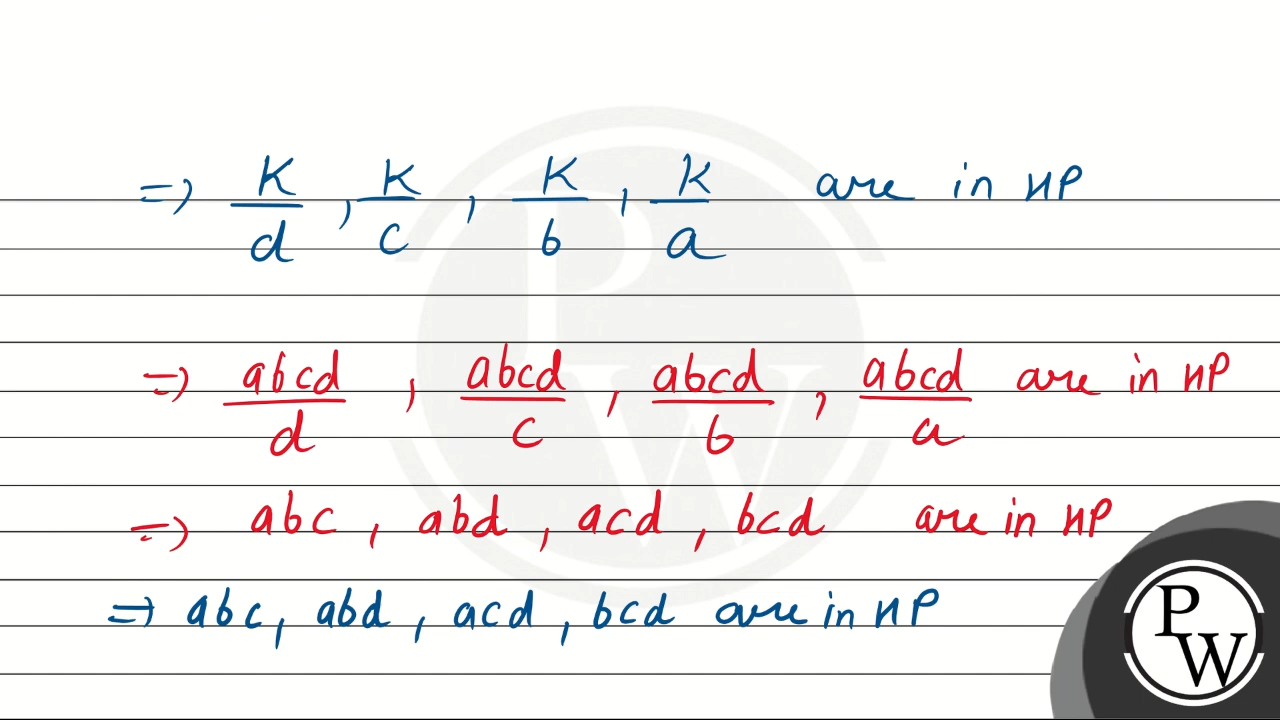 => K/d , K/c , K/b , K/a are in HP
=> abcd/d , abcd/c , abcd/b , abcd/a are in HP
=> abc , abd , acd , bcd are in HP
=> abc, abd , acd , bcd are in HP
PW